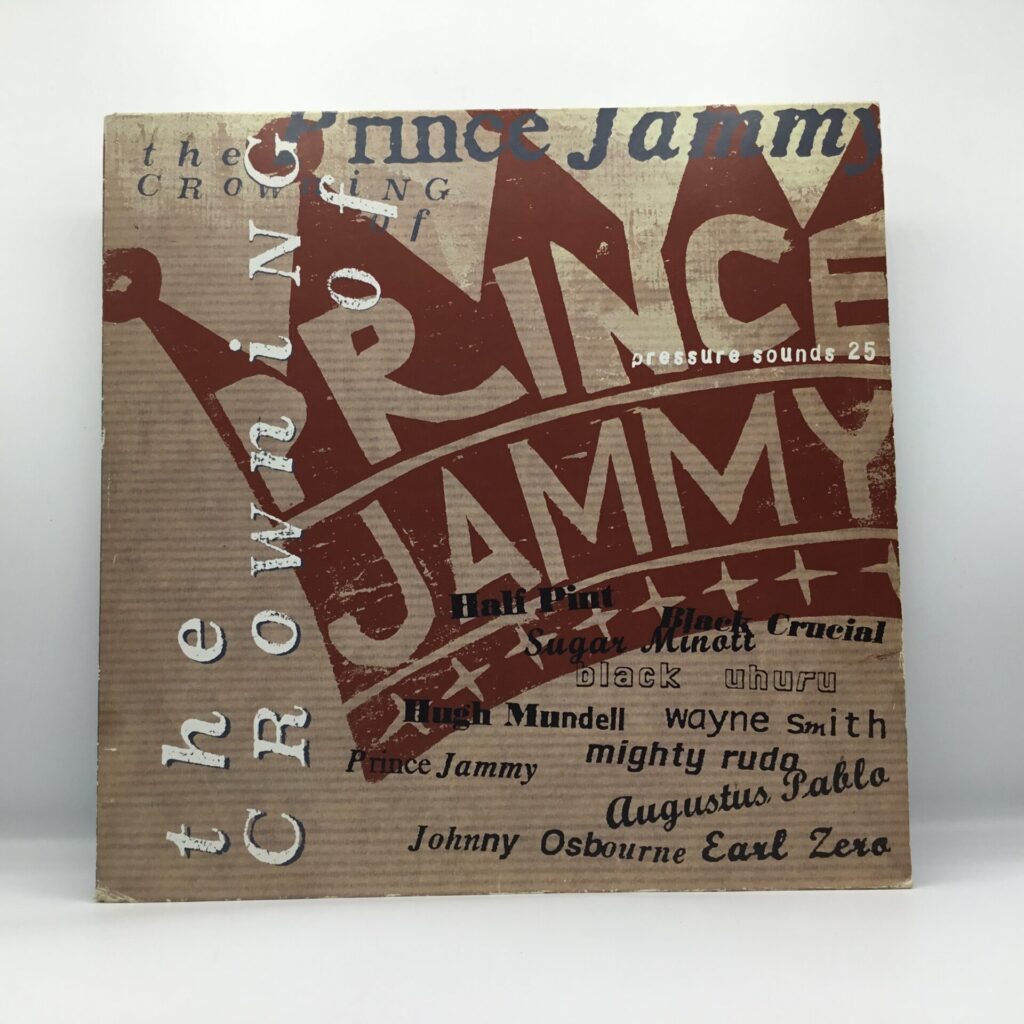 the Prince Jammy
CROWNiNG
of
the
CROWNiNG
of
PRINCE
pressure sounds 25
JAMMY
Half Pint
Black Crucial
Sugar Minott
black uhuru
Hugh Mundell wayne smith
mighty rudo
Prince Jammy
Augustus Pablo
Johnny Osbourne Earl Zero